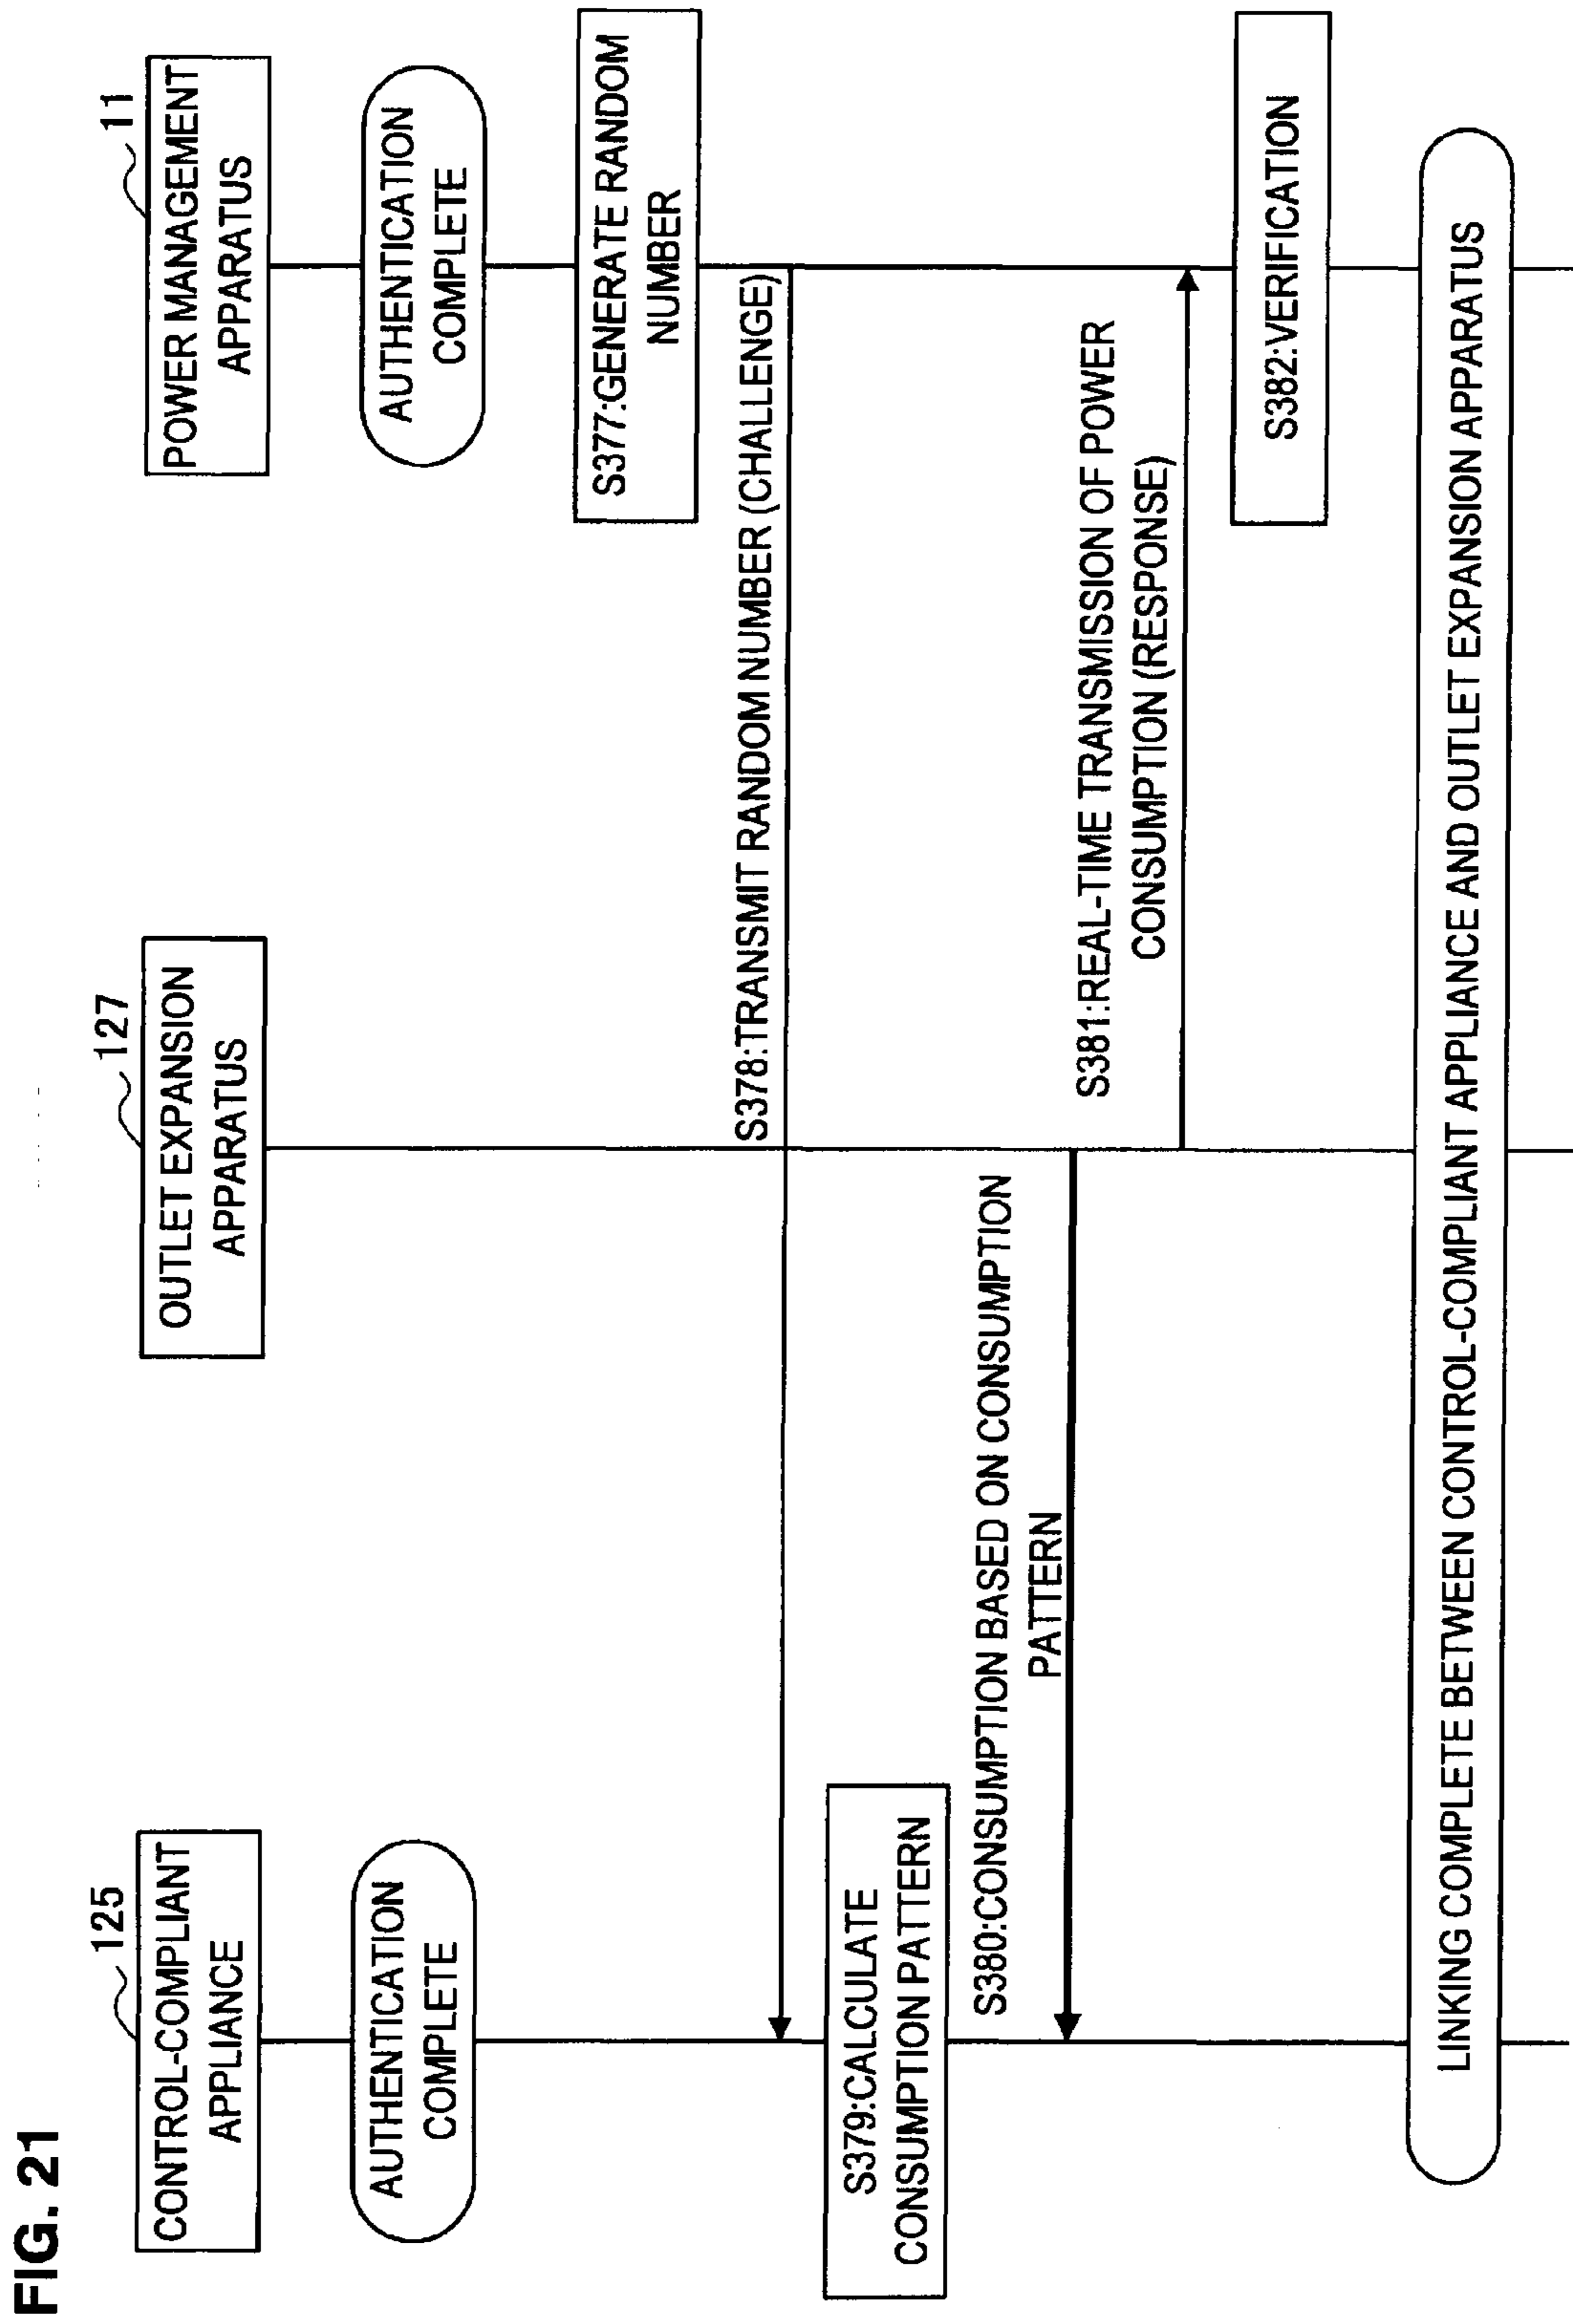 FIG. 21
125
CONTROL-COMPLIANT
APPLIANCE
127
OUTLET EXPANSION
APPARATUS
11
POWER MANAGEMENT
APPARATUS
AUTHENTICATION
COMPLETE
AUTHENTICATION
COMPLETE
S377:GENERATE RANDOM
NUMBER
S378:TRANSMIT RANDOM NUMBER (CHALLENGE)
S379:CALCULATE
CONSUMPTION PATTERN
S380:CONSUMPTION BASED ON CONSUMPTION
PATTERN
S381:REAL-TIME TRANSMISSION OF POWER
CONSUMPTION (RESPONSE)
S382:VERIFICATION
LINKING COMPLETE BETWEEN CONTROL-COMPLIANT APPLIANCE AND OUTLET EXPANSION APPARATUS